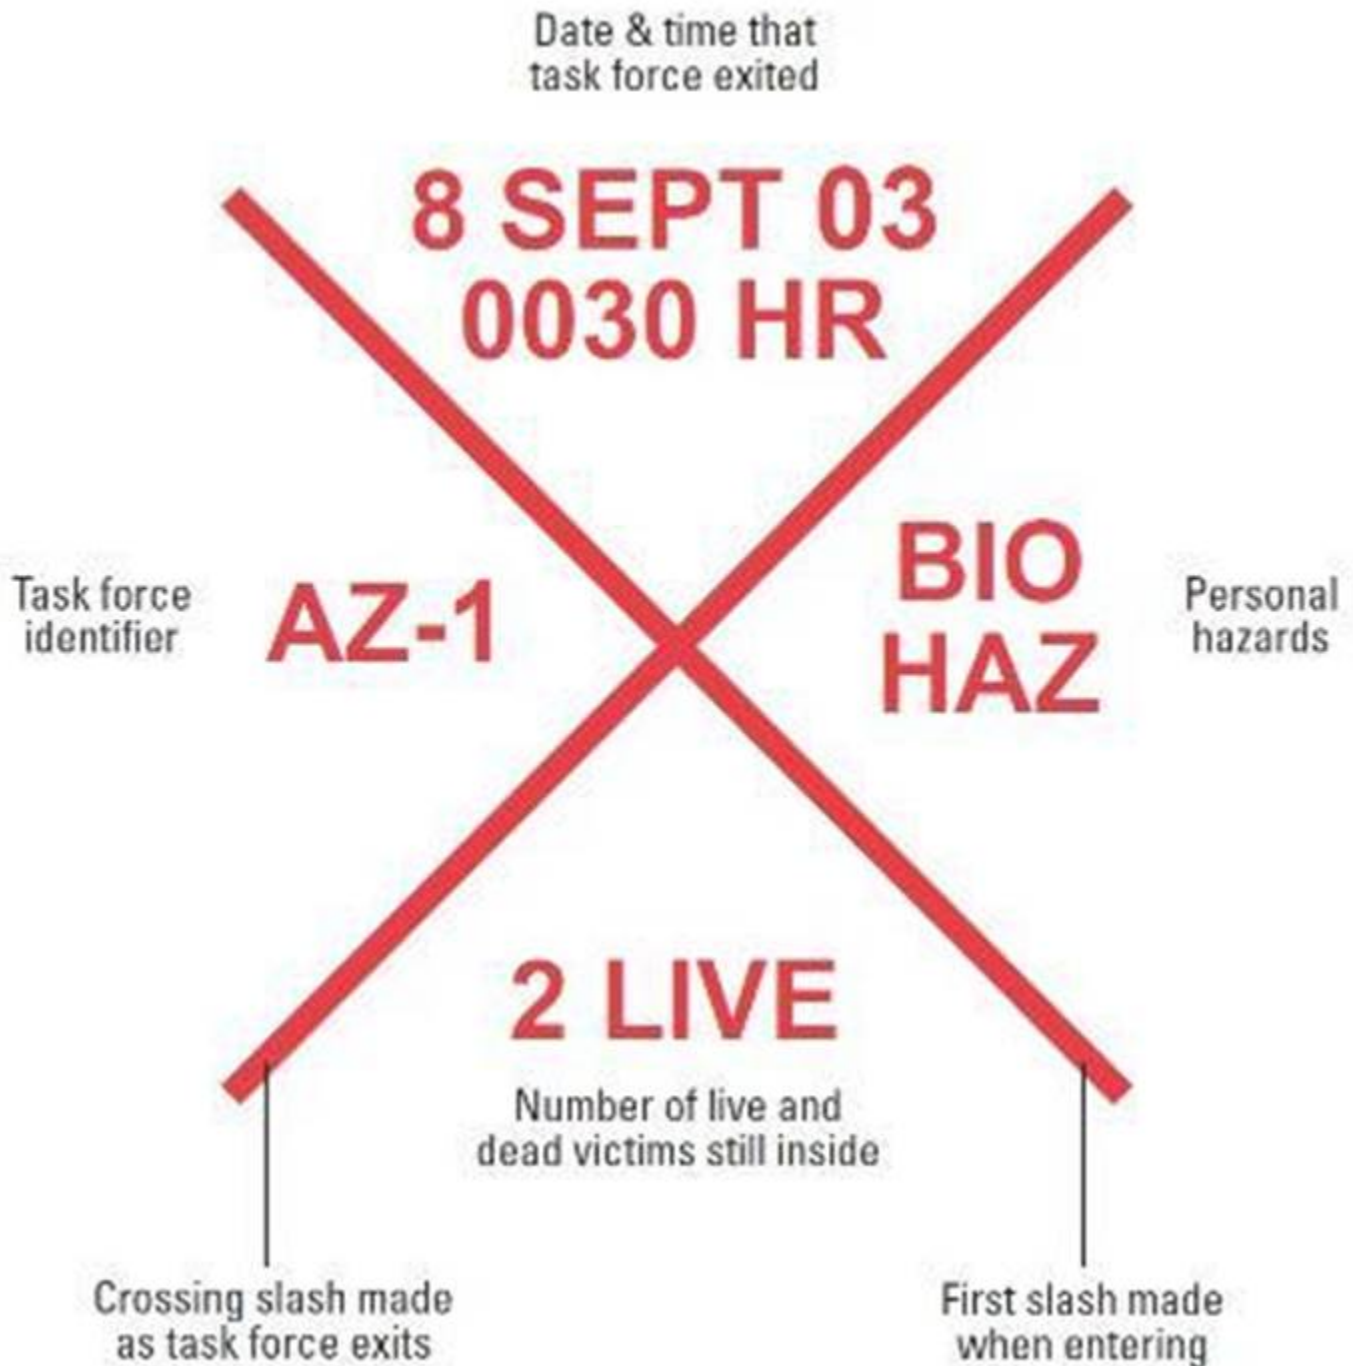 Date & time that
task force exited
8 SEPT 03
0030 HR
Task force
identifier
AZ-1
BIO
HAZ
Personal
hazards
2 LIVE
Number of live and
dead victims still inside
Crossing slash made
as task force exits
First slash made
when entering